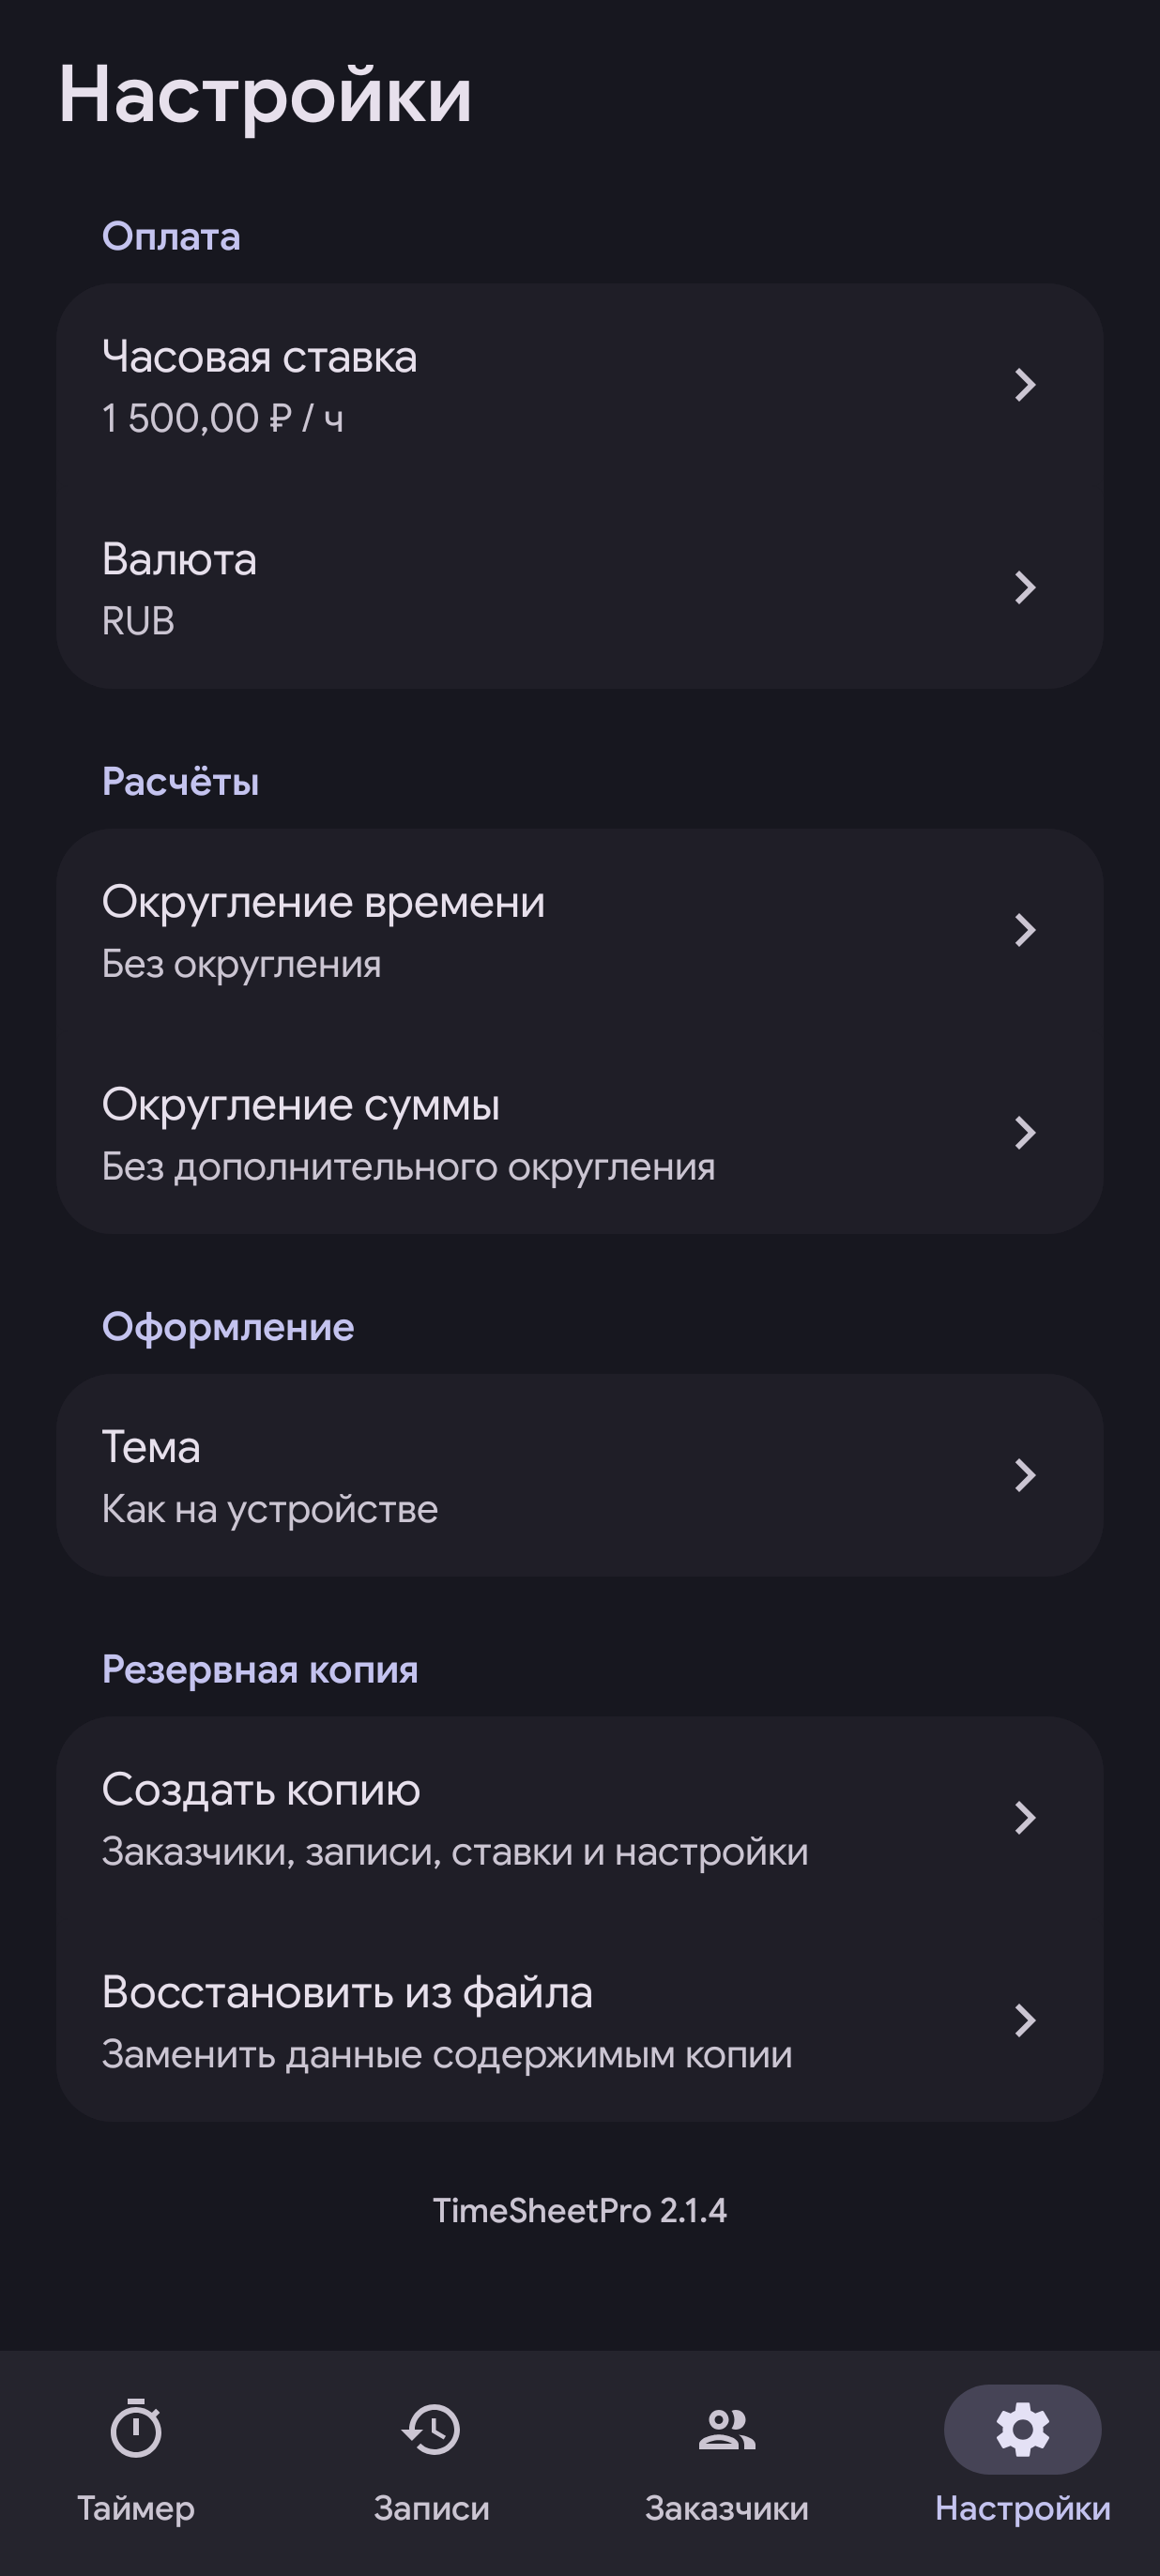 Настройки
Оплата
Часовая ставка
1 500,00 ₽ / ч
Валюта
RUB
Расчёты
Округление времени
Без округления
Округление суммы
Без дополнительного округления
Оформление
Тема
Как на устройстве
Резервная копия
Создать копию
Заказчики, записи, ставки и настройки
Восстановить из файла
Заменить данные содержимым копии
TimeSheetPro 2.1.4
Таймер
Записи
Заказчики
Настройки